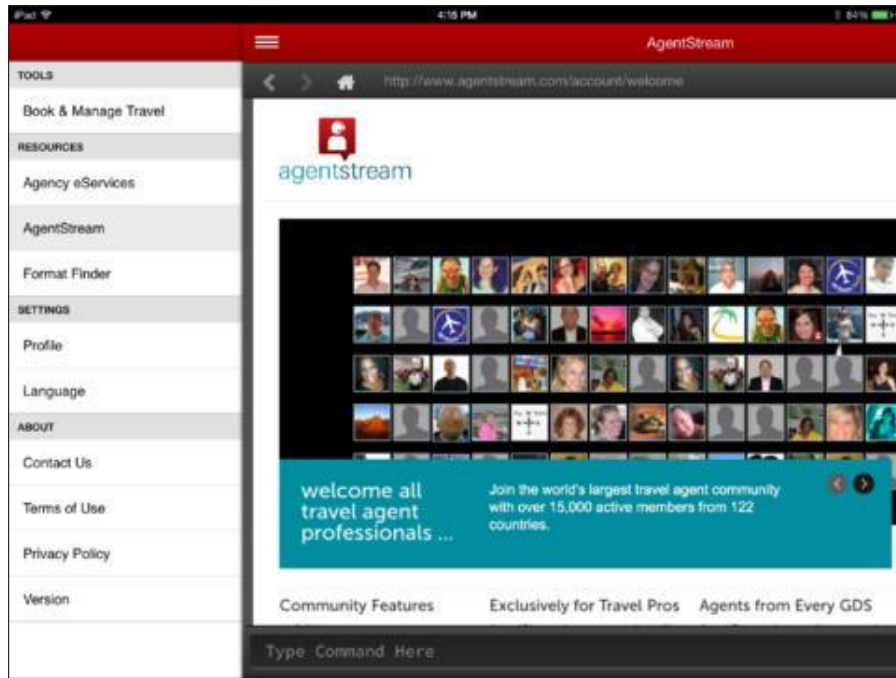 iPad
4:15 PM
84%
AgentStream
TOOLS
Book & Manage Travel
http://www.agentstream.com/account/welcome
RESOURCES
Agency eServices
AgentStream
Format Finder
SETTINGS
Profile
Language
ABOUT
Contact Us
Terms of Use
Privacy Policy
Version
agentstream
welcome all
travel agent
professionals ...
Join the world's largest travel agent community
with over 15,000 active members from 122
countries.
Community Features
Exclusively for Travel Pros
Agents from Every GDS
Type Command Here